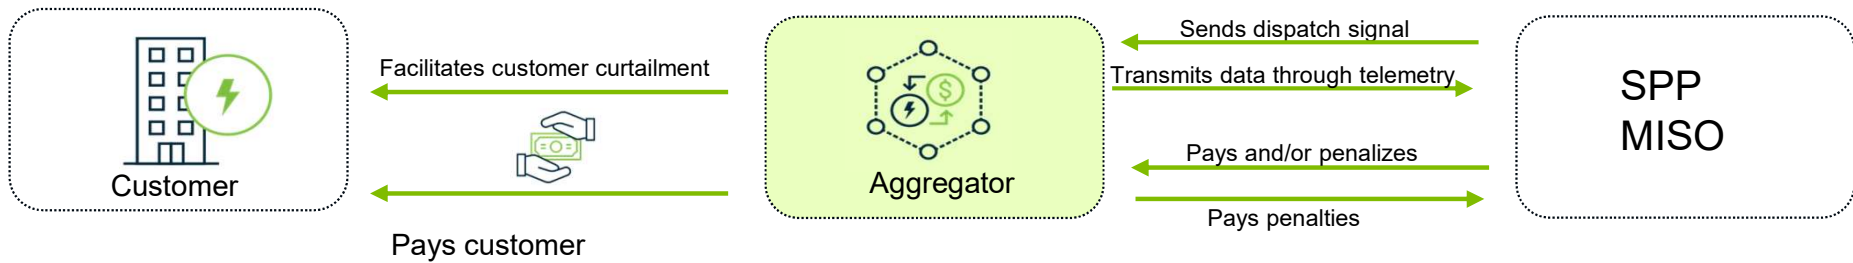 Sends dispatch signal
Facilitates customer curtailment
Transmits data through telemetry
SPP
MISO
$
Pays and/or penalizes
Customer
Aggregator
Pays penalties
Pays customer